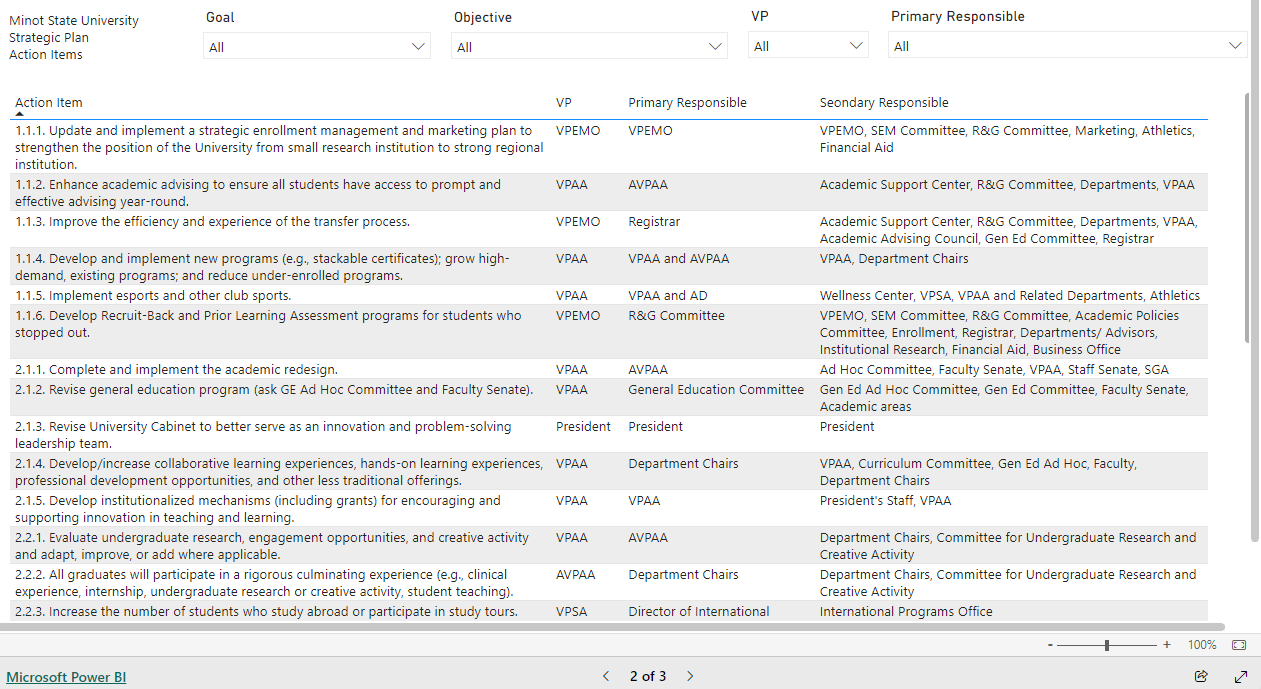 Minot State University
Strategic Plan
Action Items
Goal
All
Objective
All
VP
All
Primary Responsible
All
Action Item VP Primary Responsible Seondary Responsible
1.1.1. Update and implement a strategic enrollment management and marketing plan to VPEMO VPEMO VPEMO, SEM Committee, R&G Committee, Marketing, Athletics,
strengthen the position of the University from small research institution to strong regional Financial Aid
institution.
1.1.2. Enhance academic advising to ensure all students have access to prompt and VPAA AVPAA Academic Support Center, R&G Committee, Departments, VPAA
effective advising year-round.
1.1.3. Improve the efficiency and experience of the transfer process. VPEMO Registrar Academic Support Center, R&G Committee, Departments, VPAA,
Academic Advising Council, Gen Ed Committee, Registrar
1.1.4. Develop and implement new programs (e.g., stackable certificates); grow high- VPAA VPAA and AVPAA VPAA, Department Chairs
demand, existing programs; and reduce under-enrolled programs.
1.1.5. Implement esports and other club sports. VPAA VPAA and AD Wellness Center, VPSA, VPAA and Related Departments, Athletics
1.1.6. Develop Recruit-Back and Prior Learning Assessment programs for students who VPEMO R&G Committee VPEMO, SEM Committee, R&G Committee, Academic Policies
stopped out. Committee, Enrollment, Registrar, Departments/ Advisors,
Institutional Research, Financial Aid, Business Office
2.1.1. Complete and implement the academic redesign. VPAA AVPAA Ad Hoc Committee, Faculty Senate, VPAA, Staff Senate, SGA
2.1.2. Revise general education program (ask GE Ad Hoc Committee and Faculty Senate). VPAA General Education Committee Gen Ed Ad Hoc Committee, Gen Ed Committee, Faculty Senate,
Academic areas
2.1.3. Revise University Cabinet to better serve as an innovation and problem-solving President President President
leadership team.
2.1.4. Develop/increase collaborative learning experiences, hands-on learning experiences, VPAA Department Chairs VPAA, Curriculum Committee, Gen Ed Ad Hoc, Faculty,
professional development opportunities, and other less traditional offerings. Department Chairs
2.1.5. Develop institutionalized mechanisms (including grants) for encouraging and VPAA VPAA President's Staff, VPAA
supporting innovation in teaching and learning.
2.2.1. Evaluate undergraduate research, engagement opportunities, and creative activity VPAA AVPAA Department Chairs, Committee for Undergraduate Research and
and adapt, improve, or add where applicable. Creative Activity
2.2.2. All graduates will participate in a rigorous culminating experience (e.g., clinical AVPAA Department Chairs Department Chairs, Committee for Undergraduate Research and
experience, internship, undergraduate research or creative activity, student teaching). Creative Activity
2.2.3. Increase the number of students who study abroad or participate in study tours. VPSA Director of International International Programs Office
- + 100%
Microsoft Power BI 2 of 3